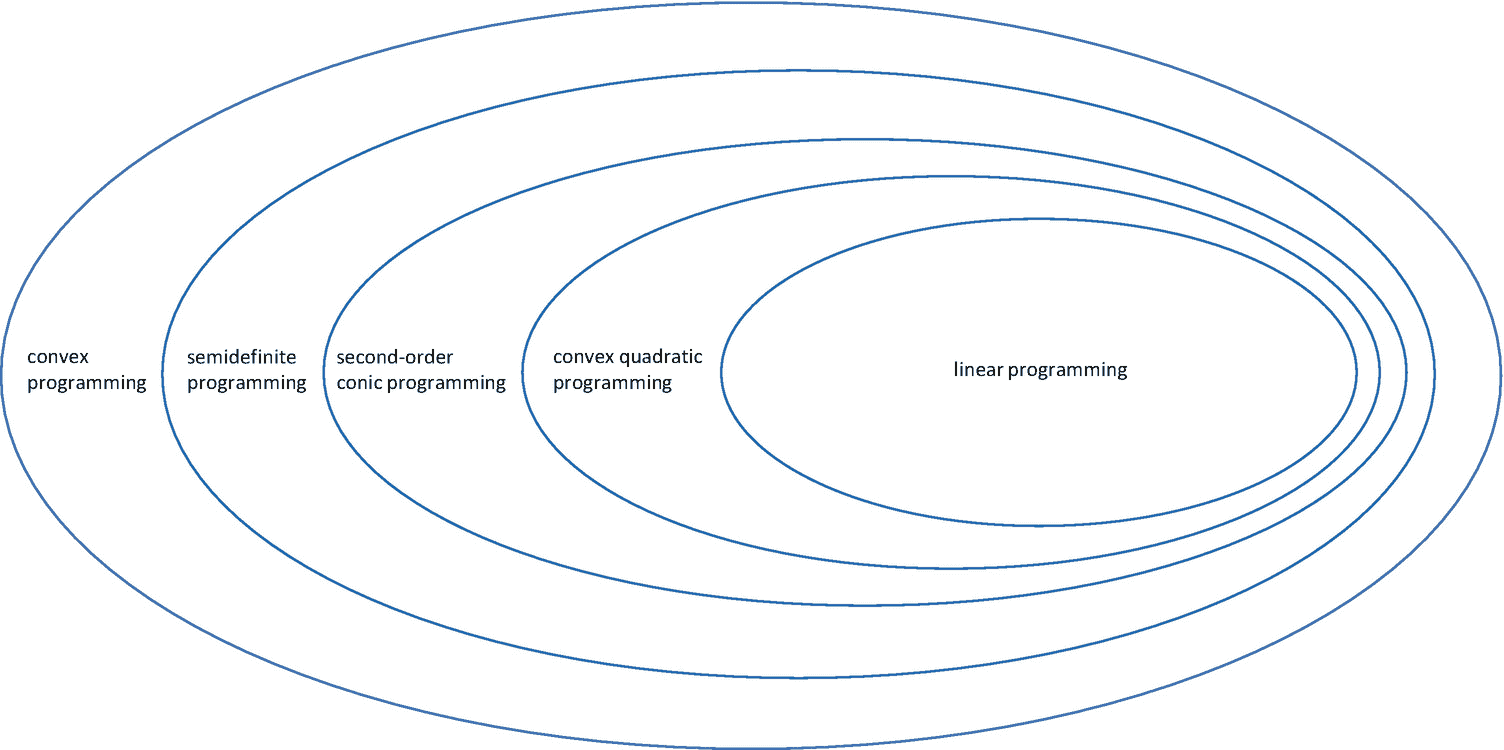 convex
programming
semidefinite
programming
second-order
conic programming
convex quadratic
programming
linear programming